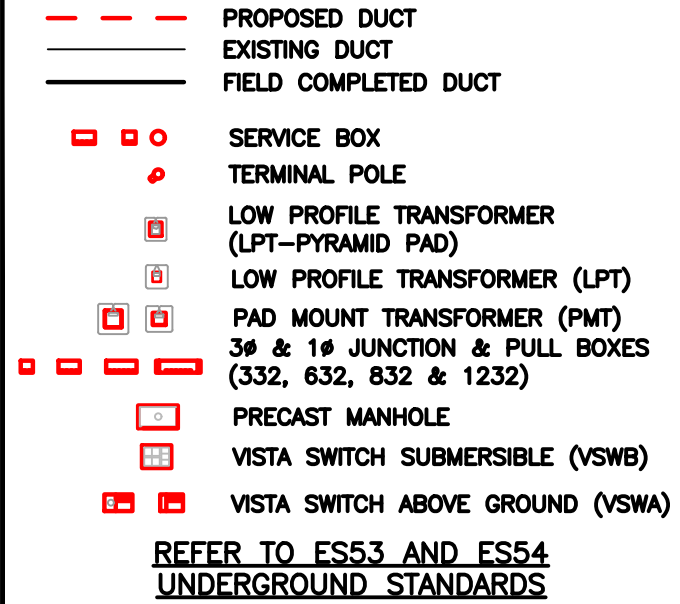 PROPOSED DUCT
EXISTING DUCT
FIELD COMPLETED DUCT
SERVICE BOX
TERMINAL POLE
LOW PROFILE TRANSFORMER
(LPT-PYRAMID PAD)
LOW PROFILE TRANSFORMER (LPT)
PAD MOUNT TRANSFORMER (PMT)
3ø & 1ø JUNCTION & PULL BOXES
(332, 632, 832 & 1232)
PRECAST MANHOLE
VISTA SWITCH SUBMERSIBLE (VSWB)
VISTA SWITCH ABOVE GROUND (VSWA)
REFER TO ES53 AND ES54
UNDERGROUND STANDARDS